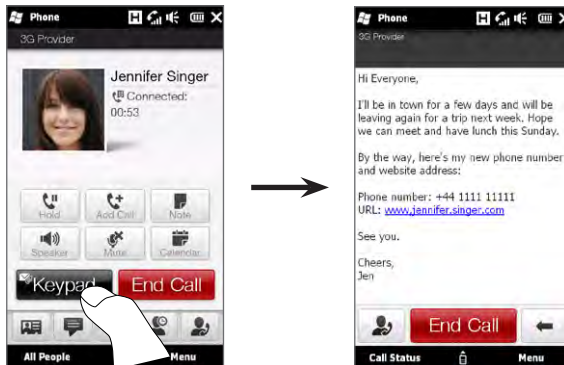 Phone
3G Provider
Jennifer Singer
Connected:
00:53
Hold
Add Call
Note
Speaker
Mute
Calendar
Keypad
End Call
All People
Menu
Phone
3G Provider
Hi Everyone,
I'll be in town for a few days and will be
leaving again for a trip next week. Hope
we can meet and have lunch this Sunday.
By the way, here's my new phone number
and website address:
Phone number: +44 1111 11111
URL: www.jennifer.singer.com
See you.
Cheers,
Jen
End Call
Call Status
Menu